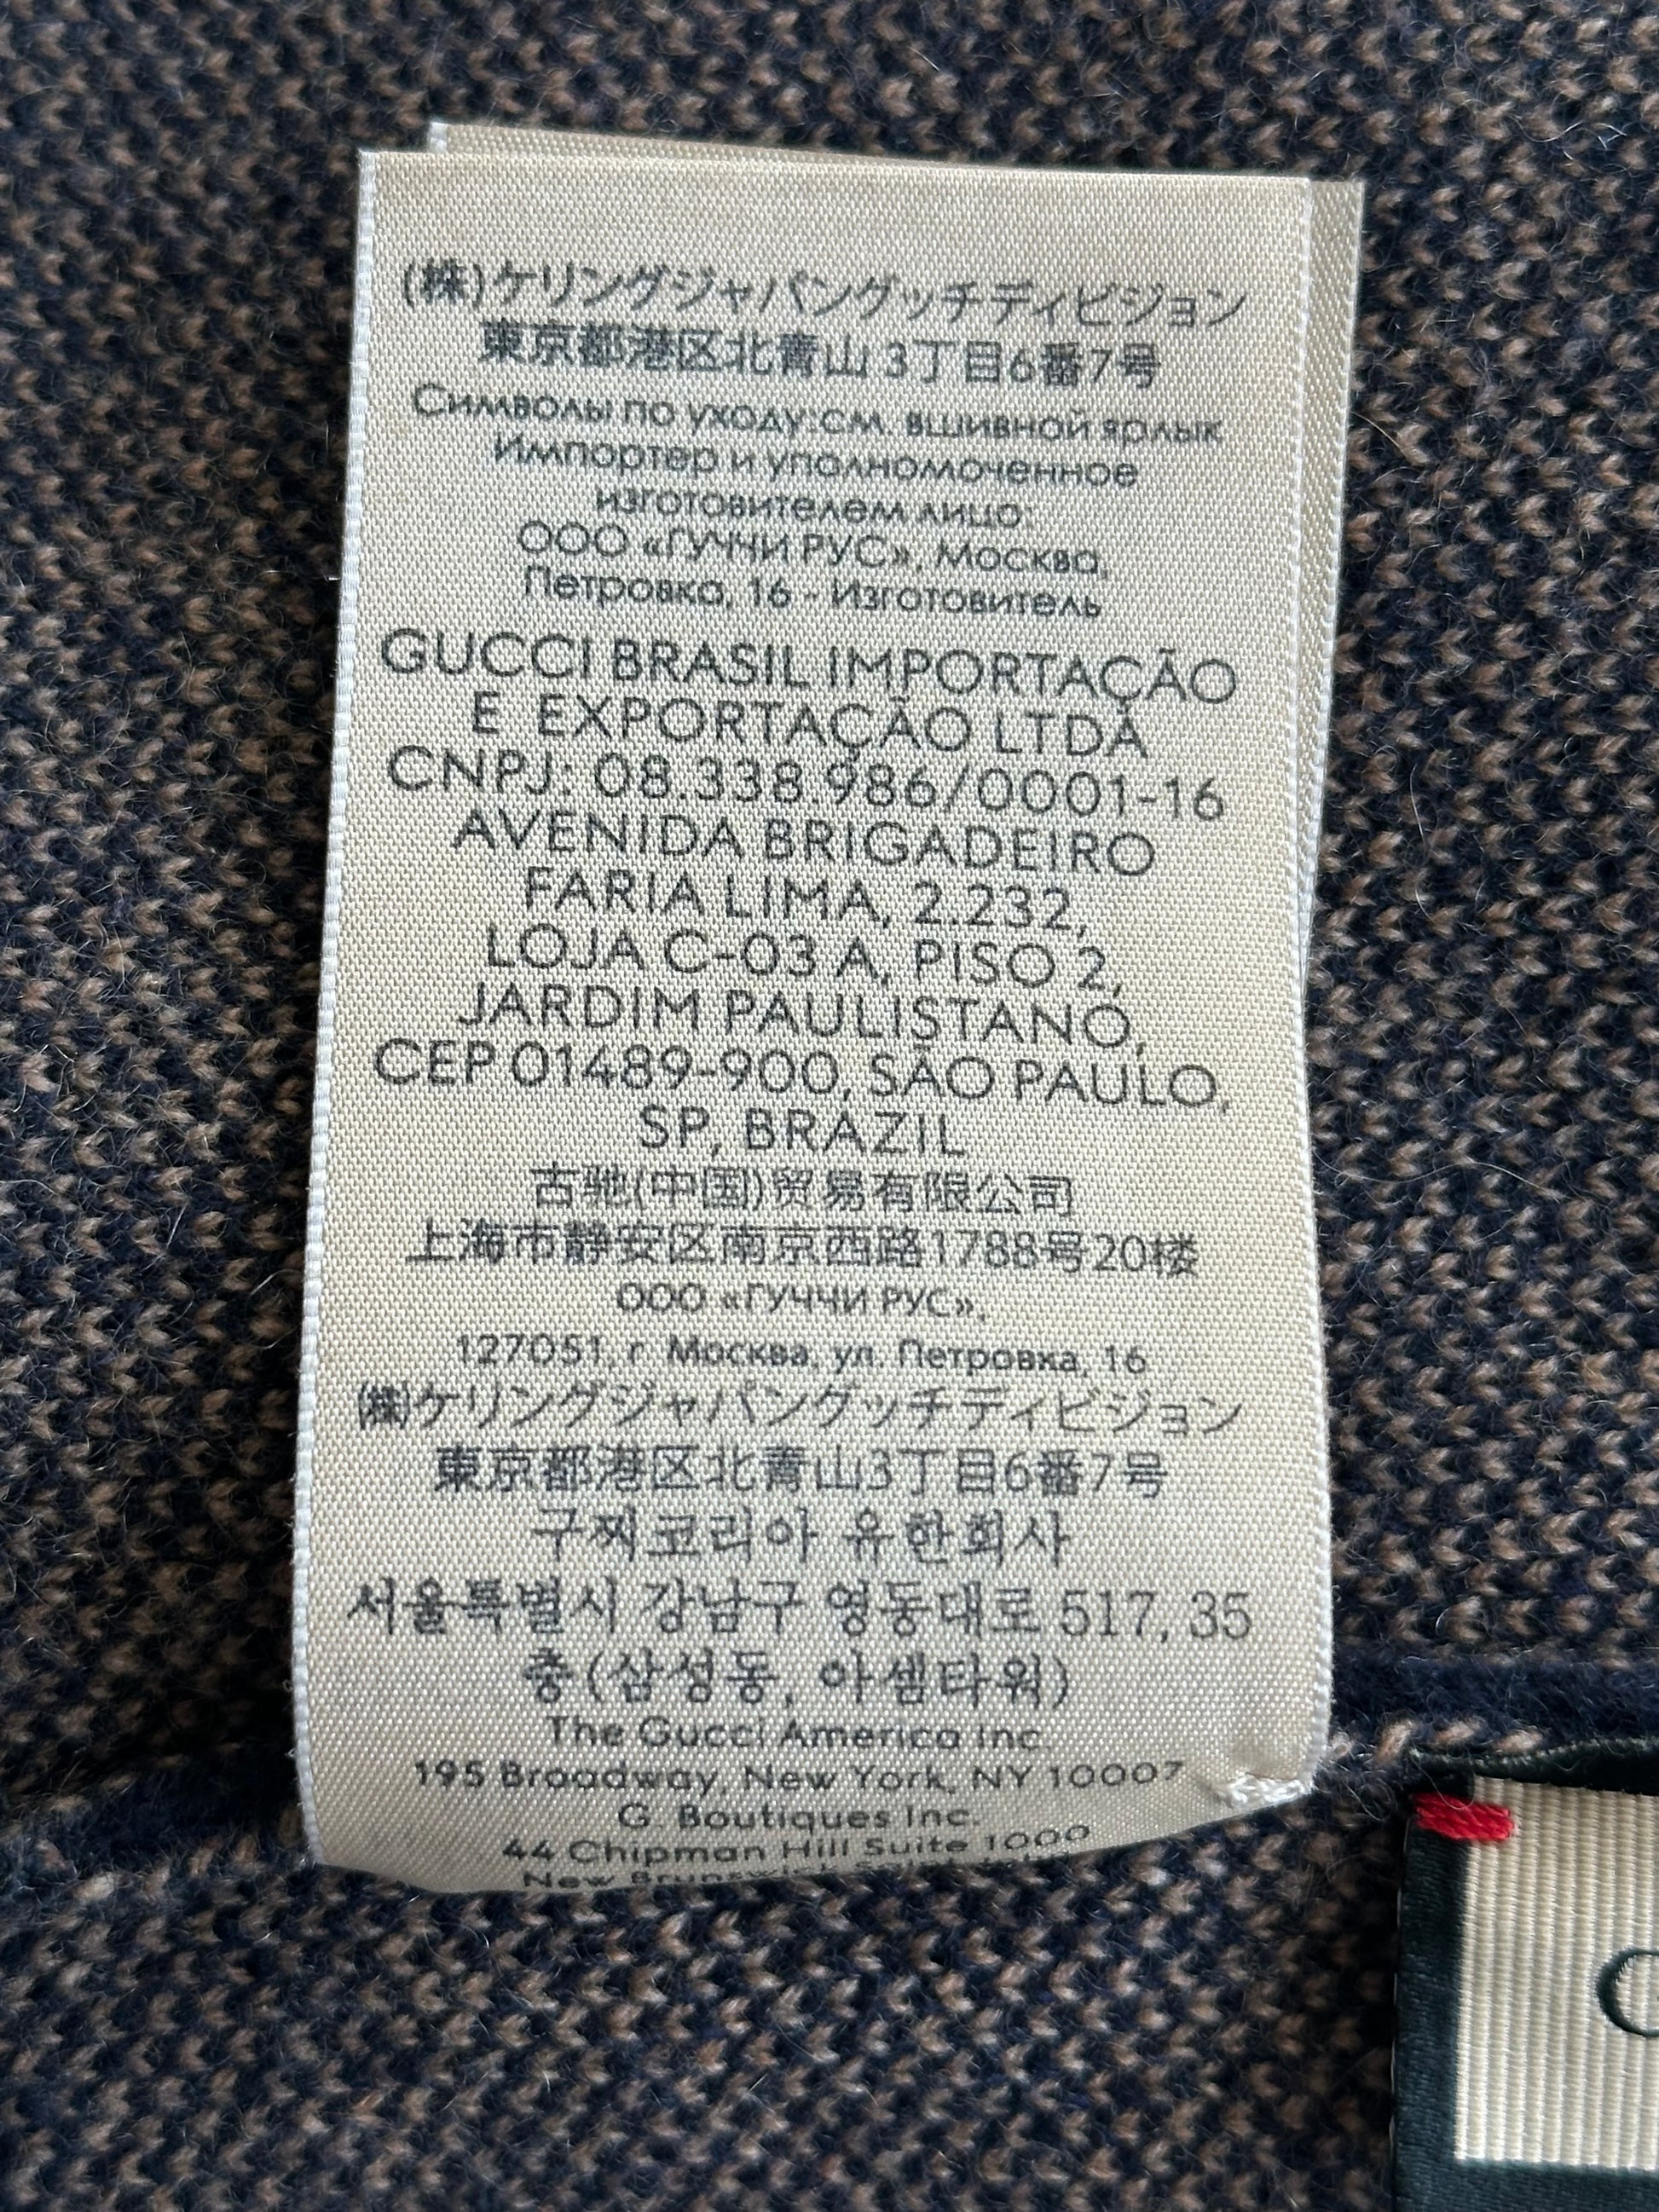 (株)ケリングジャパングッチディビジョン
東京都港区北青山3丁目6番7号
Символы по уходу:см. вшивной ярлык
Импортер и уполномоченное
изготовителем лицо:
ООО «ГУЧЧИ РУС», Москва,
Петровка, 16 - Изготовитель
GUCCI BRASIL IMPORTAÇÃO
E EXPORTAÇÃO LTDA
CNPJ: 08.338.986/0001-16
AVENIDA BRIGADEIRO
FARIA LIMA, 2.232,
LOJA C-03 A, PISO 2,
JARDIM PAULISTANO,
CEP 01489-900, SÃO PAULO,
SP, BRAZIL
古驰(中国)贸易有限公司
上海市静安区南京西路1788号20楼
ООО «ГУЧЧИ РУС»,
127051, г. Москва, ул. Петровка, 16
(株)ケリングジャパングッチディビジョン
東京都港区北青山3丁目6番7号
구찌코리아 유한회사
서울특별시 강남구 영동대로 517, 35
층(삼성동, 아셈타워)
The Gucci America Inc.
195 Broadway, New York, NY 10007
G. Boutiques Inc.
44 Chipman Hill Suite 1000
New Brunswick Saint
G